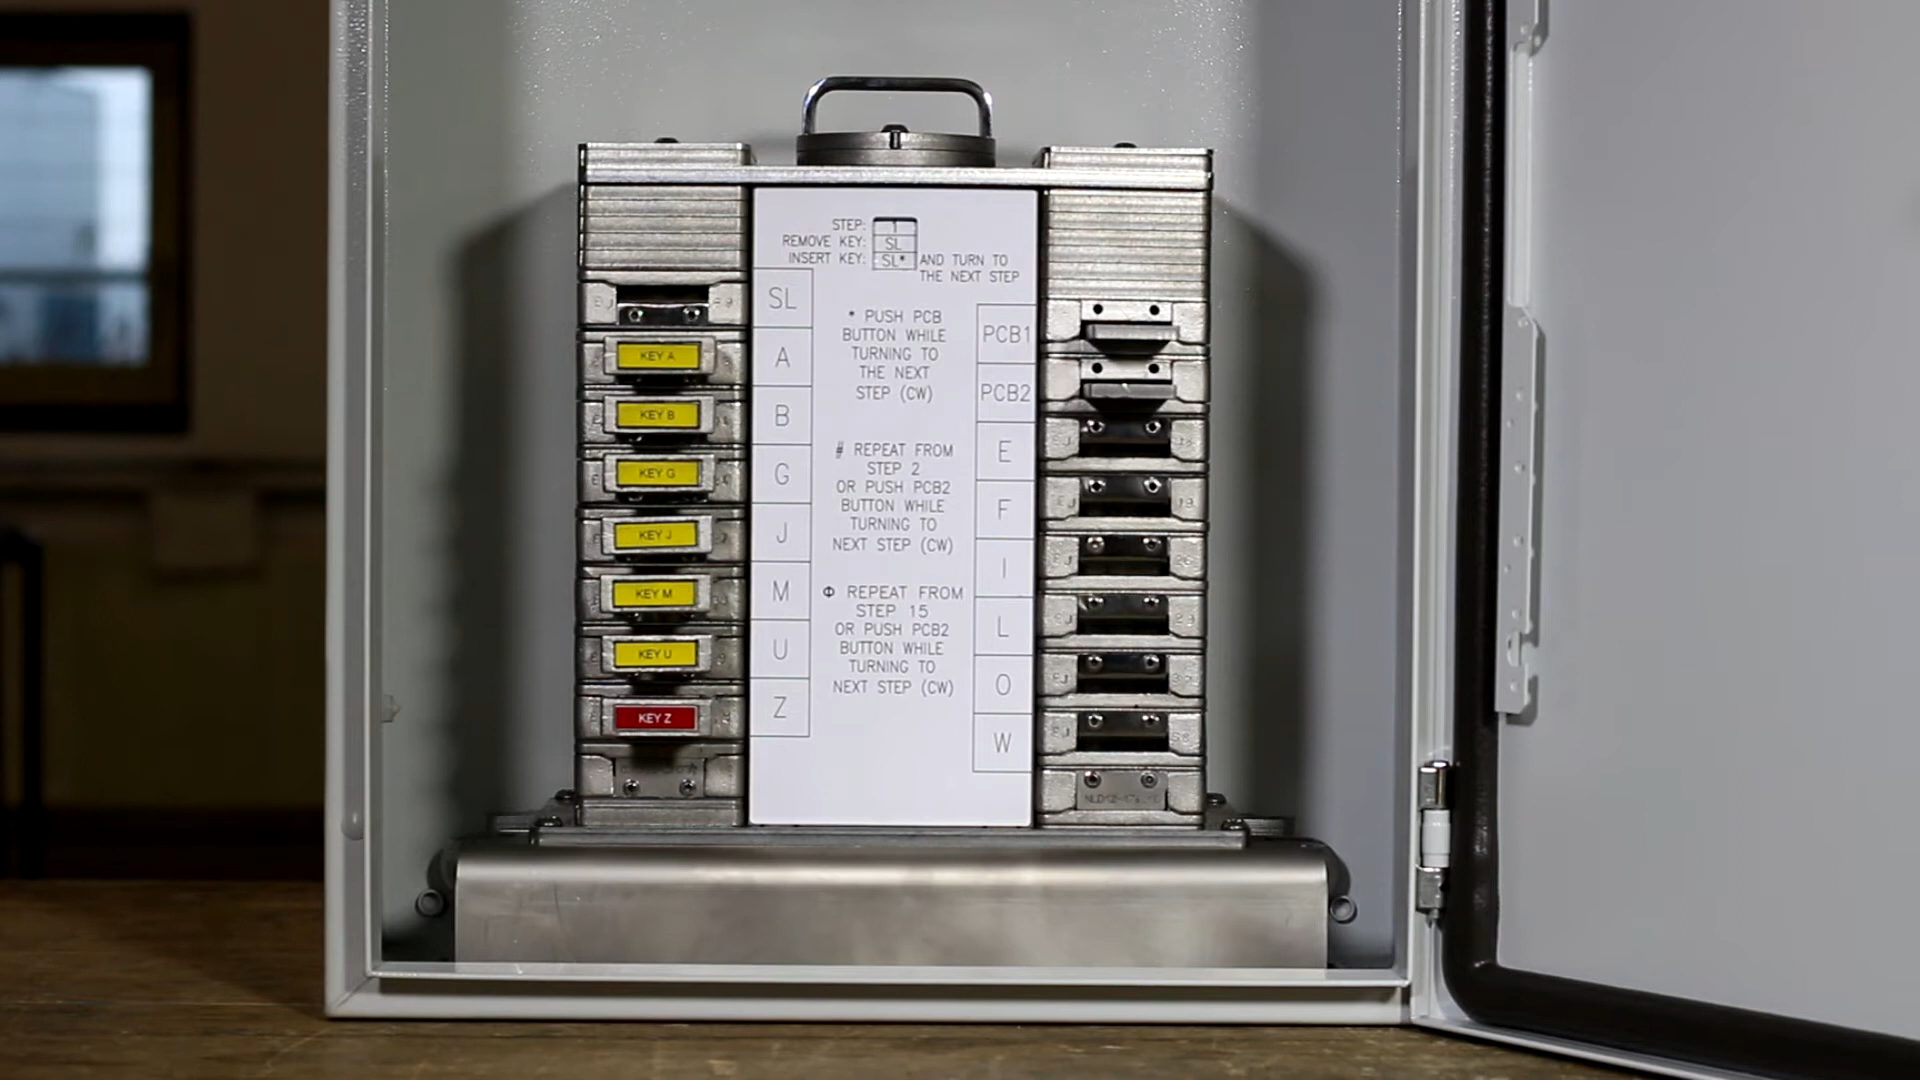 STEP: 1
REMOVE KEY: SL
INSERT KEY: SL* AND TURN TO
THE NEXT STEP
SL
A
B
G
J
M
U
Z
KEY A
KEY B
KEY G
KEY J
KEY M
KEY U
KEY Z
* PUSH PCB
BUTTON WHILE
TURNING TO
THE NEXT
STEP (CW)
# REPEAT FROM
STEP 2
OR PUSH PCB2
BUTTON WHILE
TURNING TO
NEXT STEP (CW)
Φ REPEAT FROM
STEP 15
OR PUSH PCB2
BUTTON WHILE
TURNING TO
NEXT STEP (CW)
PCB1
PCB2
E
F
I
L
O
W